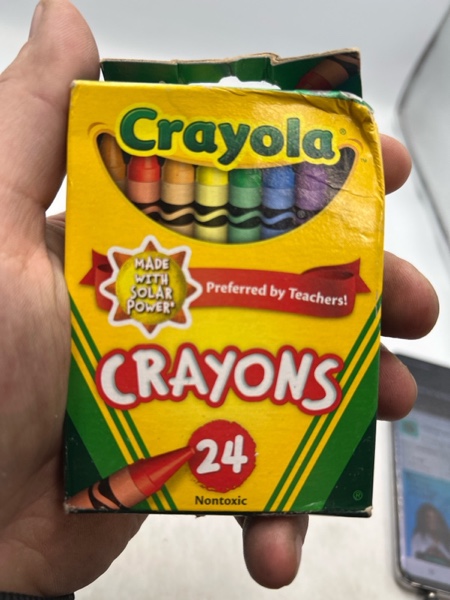 Crayola®
MADE
WITH
SOLAR
POWER*
Preferred by Teachers!
CRAYONS
24
Nontoxic
®